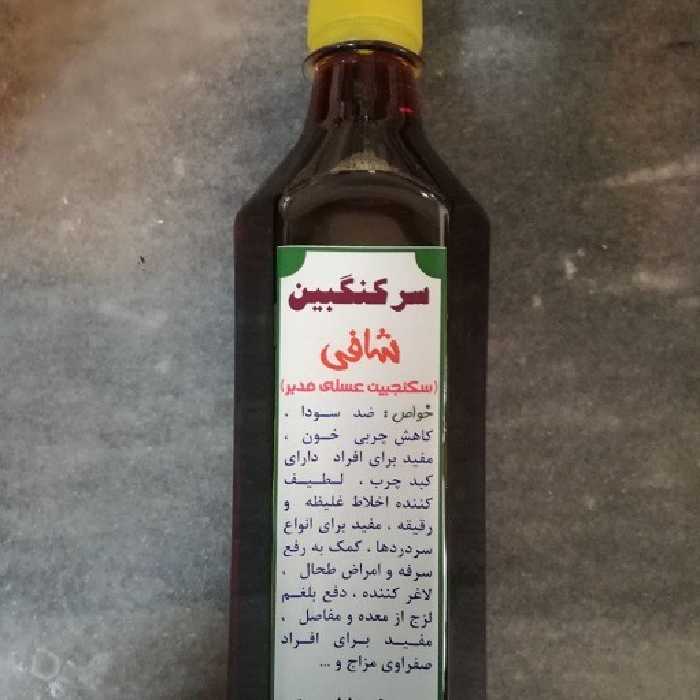 سرکنگبین
شافی
(سکنجبین عسلی مدبر)
خواص: ضد سودا ،
کاهش چربی خون ،
مفید برای افراد دارای
کبد چرب ، لطیف
کننده اخلاط غلیظه و
رقیقه ، مفید برای انواع
سردردها ، کمک به رفع
سرفه و امراض طحال ،
لاغر کننده ، دفع بلغم
لزج از معده و مفاصل ،
مفید برای افراد
صفراوی مزاج و ...